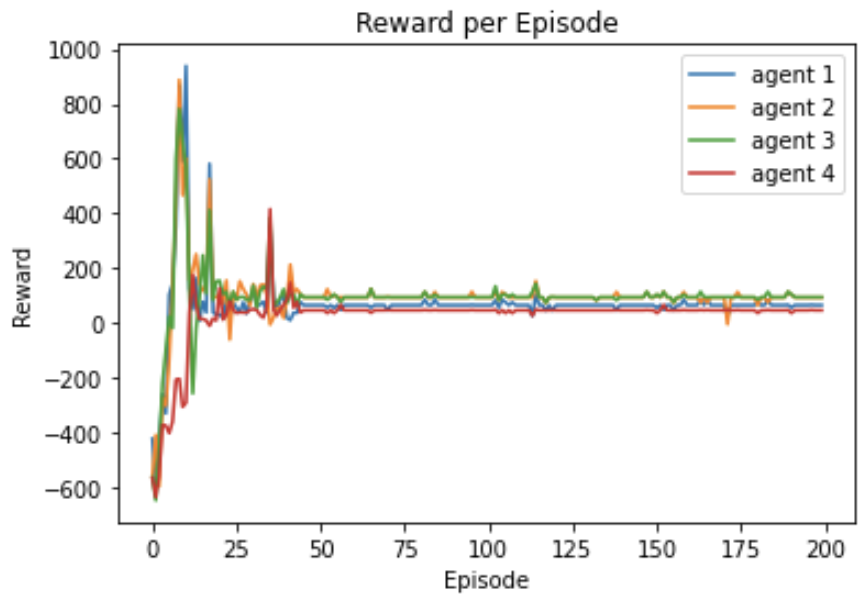 Reward per Episode
1000
800
600
400
200
0
−200
−400
−600
Reward
agent 1
agent 2
agent 3
agent 4
0 25 50 75 100 125 150 175 200
Episode